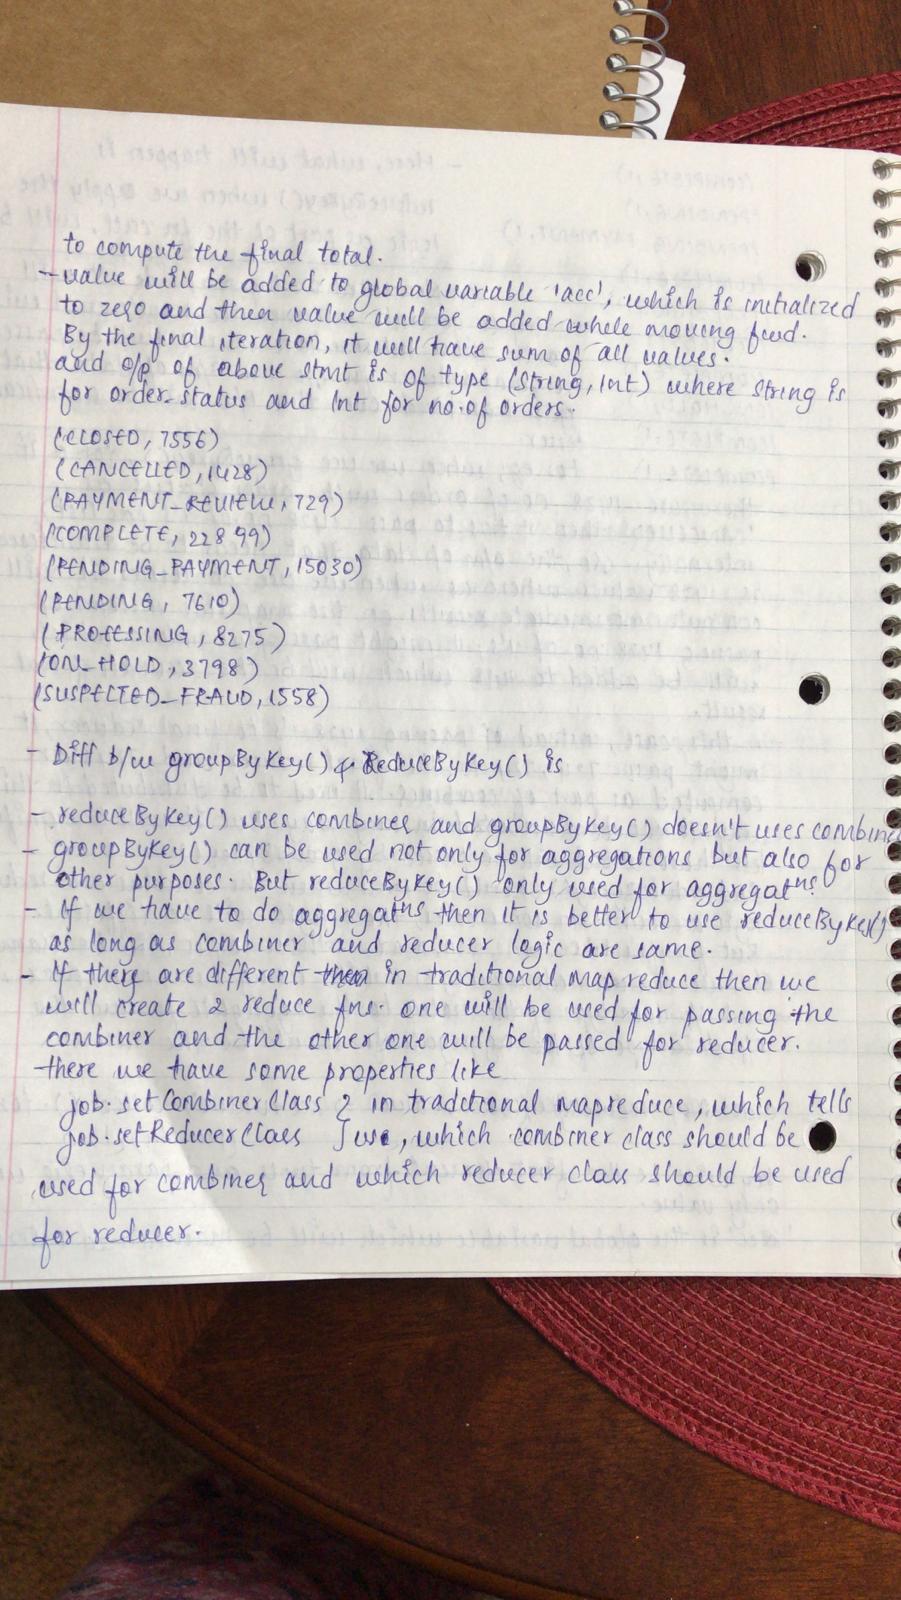 to compute the final total.
- value will be added to global variable 'acc', which is initialized
to zero and then value will be added while moving fwd.
By the final iteration, it will have sum of all values.
and o/p of above stmt is of type (String, Int) where string is
for order_status and Int for no. of orders.
(CLOSED, 7556)
(CANCELLED, 1428)
(PAYMENT_REVIEW, 729)
(COMPLETE, 22899)
(PENDING_PAYMENT, 15030)
(PENDING, 7610)
(PROCESSING, 8275)
(ON_HOLD, 3798)
(SUSPECTED_FRAUD, 1558)
- Diff b/w groupByKey() & ReduceByKey() is
- reduceByKey() uses combiner and groupByKey() doesn't uses combine
- groupByKey() can be used not only for aggregations but also for
other purposes. But reduceByKey() only used for aggregatns
- If we have to do aggregatns then it is better to use reduceByKey()
as long as combiner and reducer logic are same.
- If there are different then in traditional map reduce then we
will create 2 reduce fns. one will be used for passing the
combiner and the other one will be passed for reducer.
there we have some properties like
job.setCombinerClass } in traditional mapreduce, which tells
job.setReducerClass use, which combiner class should be
used for combiner and which reducer class should be used
for reducer.